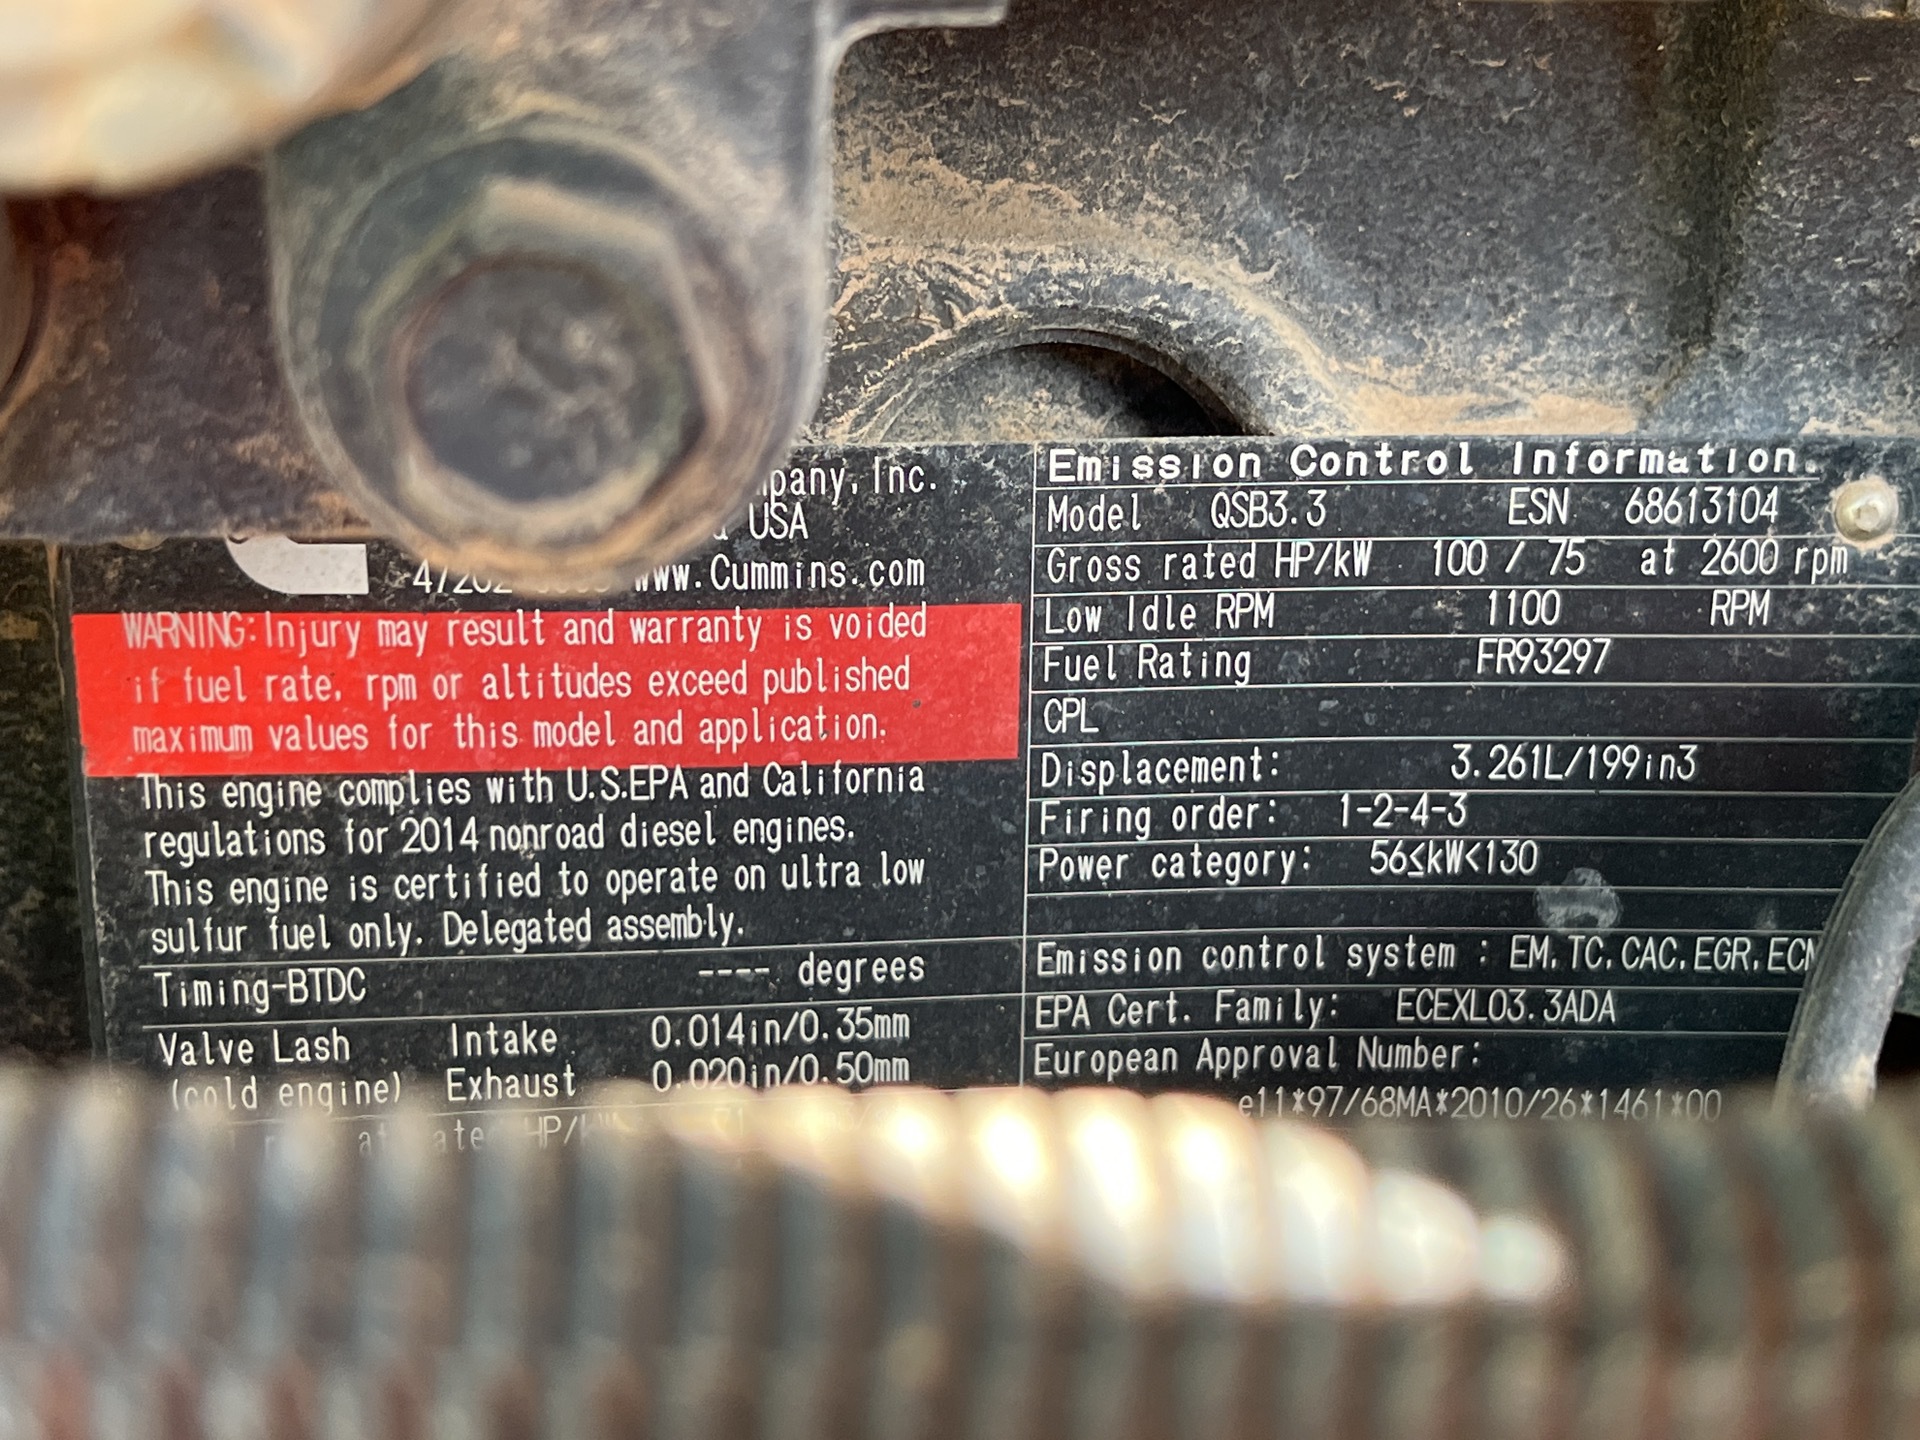 Inc.
USA
www.Cummins.com
WARNING: Injury may result and warranty is voided
if fuel rate, rpm or altitudes exceed published
maximum values for this model and application.
This engine complies with U.S.EPA and California
regulations for 2014 nonroad diesel engines.
This engine is certified to operate on ultra low
sulfur fuel only. Delegated assembly.
Timing-BTDC ---- degrees
Valve Lash Intake 0.014in/0.35mm
(cold engine) Exhaust 0.020in/0.50mm
Emission Control Information.
Model QSB3.3 ESN 68613104
Gross rated HP/kW 100 / 75 at 2600 rpm
Low Idle RPM 1100 RPM
Fuel Rating FR93297
CPL
Displacement: 3.261L/199in3
Firing order: 1-2-4-3
Power category: 56≤kW<130
Emission control system : EM, TC, CAC, EGR, ECM
EPA Cert. Family: ECEXL03.3ADA
European Approval Number:
e11*97/68MA*2010/26*1461*00